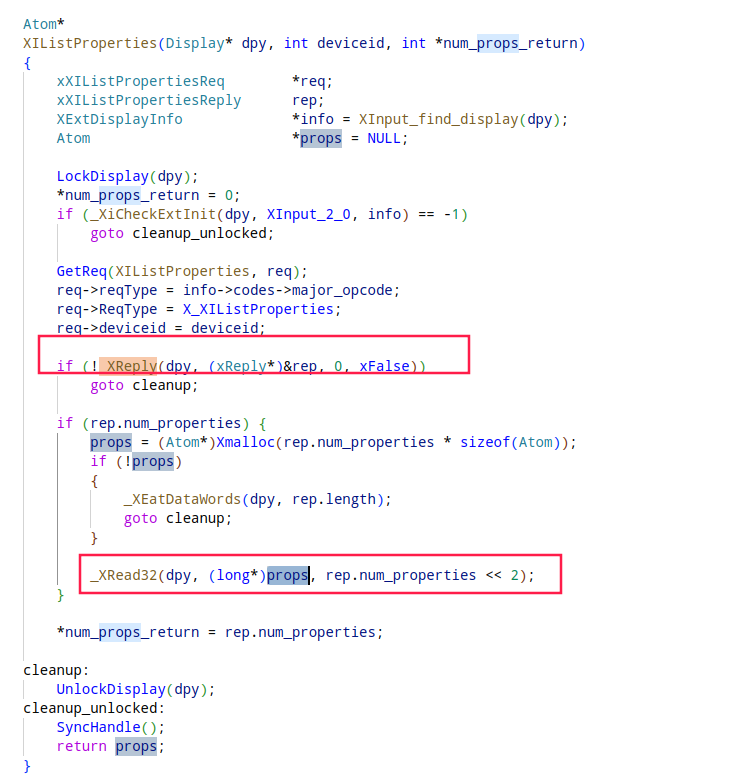 Atom*
XIListProperties(Display* dpy, int deviceid, int *num_props_return)
{
    xXIListPropertiesReq        *req;
    xXIListPropertiesReply      rep;
    XExtDisplayInfo             *info = XInput_find_display(dpy);
    Atom                        *props = NULL;
    LockDisplay(dpy);
    *num_props_return = 0;
    if (_XiCheckExtInit(dpy, XInput_2_0, info) == -1)
        goto cleanup_unlocked;
    GetReq(XIListProperties, req);
    req->reqType = info->codes->major_opcode;
    req->ReqType = X_XIListProperties;
    req->deviceid = deviceid;
    if (!_XReply(dpy, (xReply*)&rep, 0, xFalse))
        goto cleanup;
    if (rep.num_properties) {
        props = (Atom*)Xmalloc(rep.num_properties * sizeof(Atom));
        if (!props)
        {
            _XEatDataWords(dpy, rep.length);
            goto cleanup;
        }
        _XRead32(dpy, (long*)props, rep.num_properties << 2);
    }
    *num_props_return = rep.num_properties;
cleanup:
    UnlockDisplay(dpy);
cleanup_unlocked:
    SyncHandle();
    return props;
}